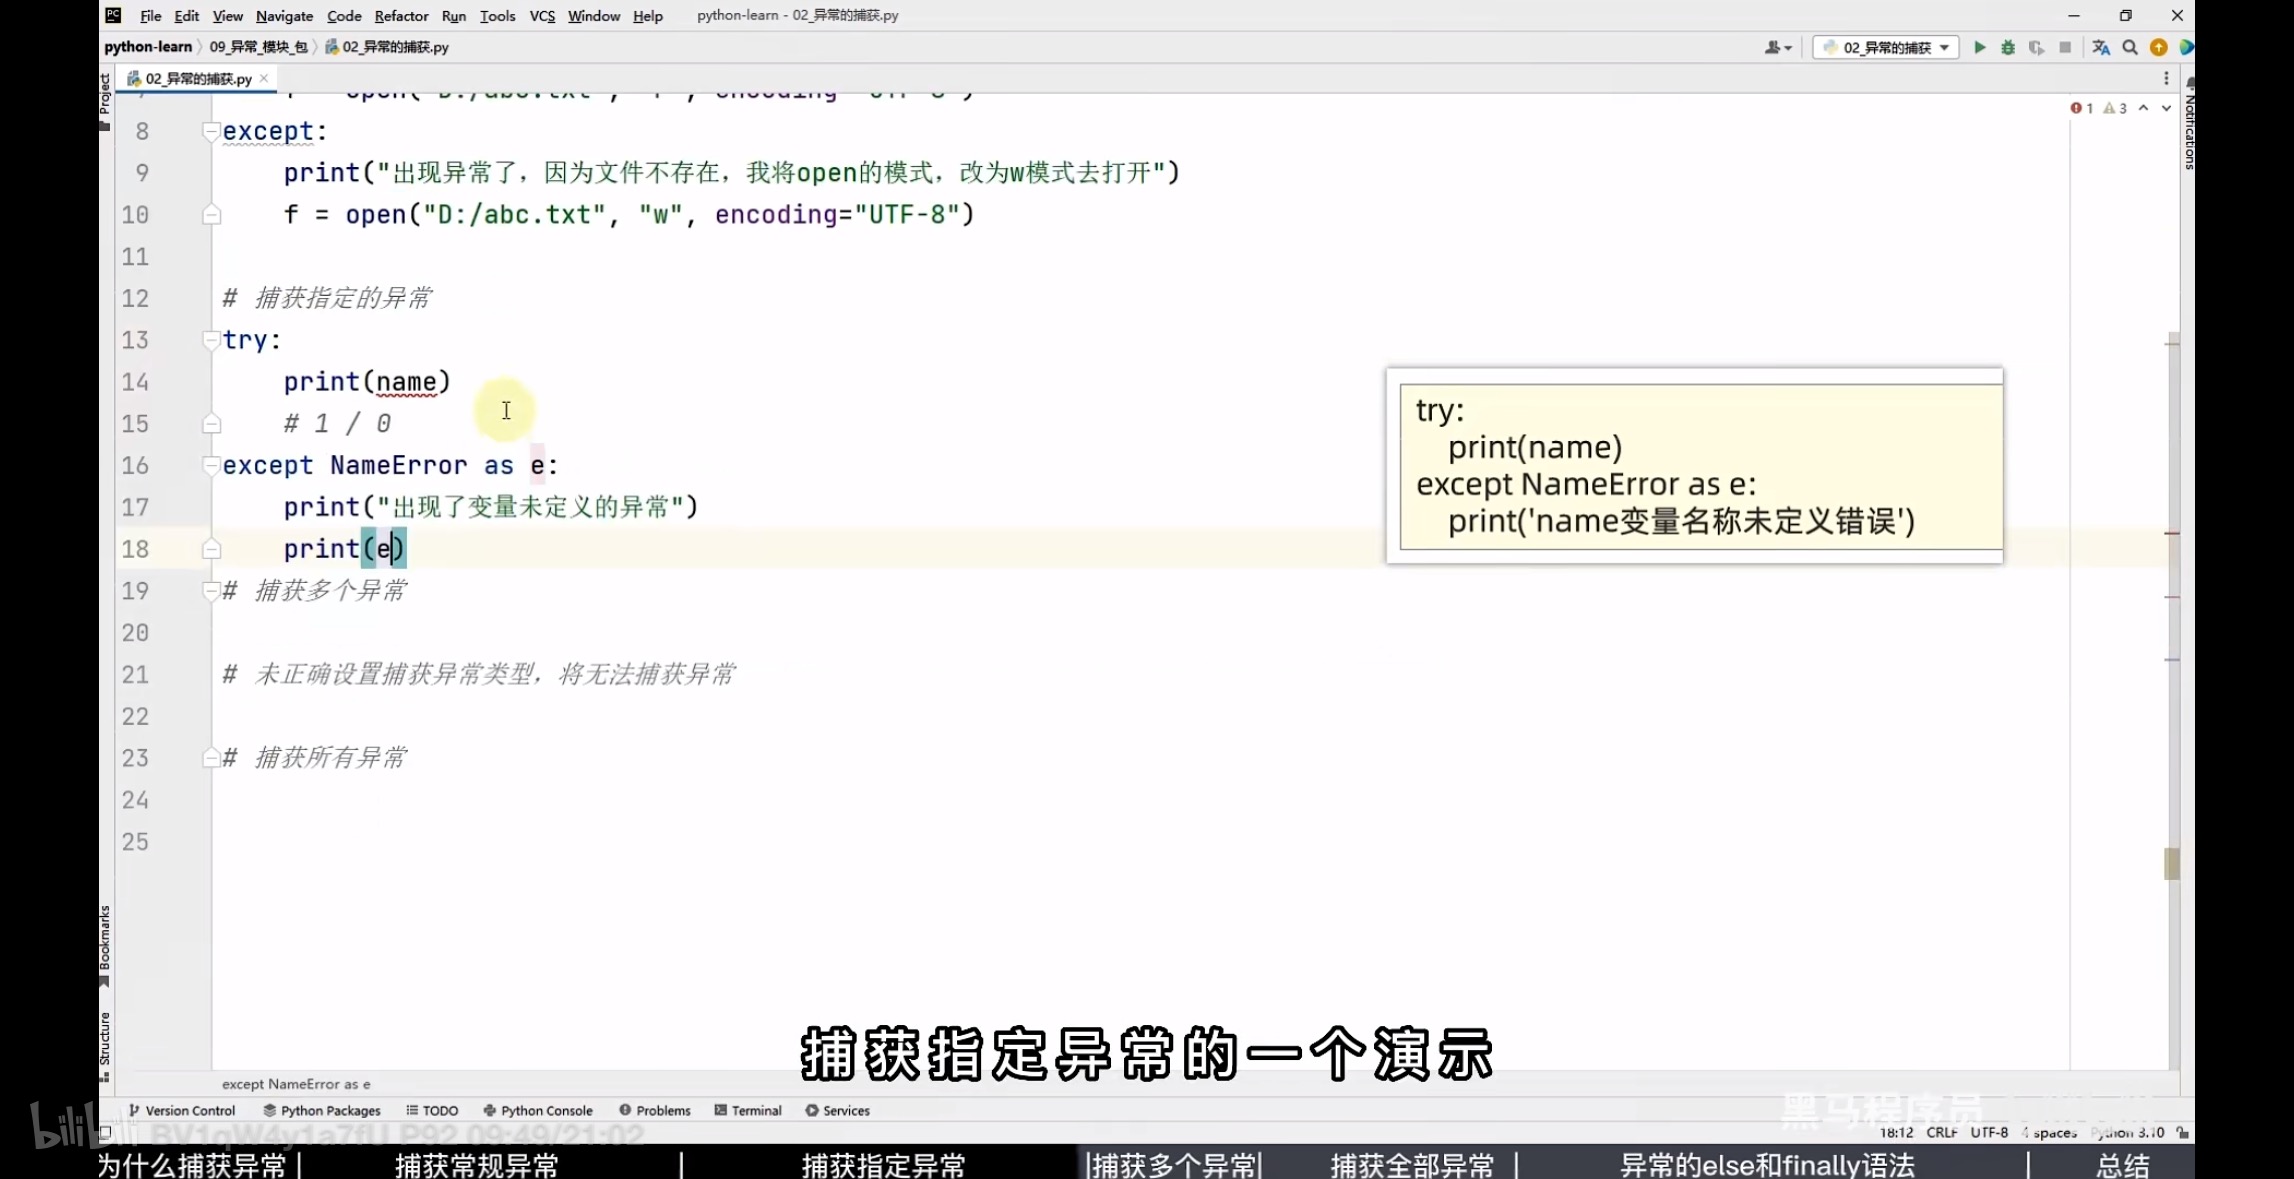 File Edit View Navigate Code Refactor Run Tools VCS Window Help python-learn - 02_异常的捕获.py
python-learn 09_异常_模块_包 02_异常的捕获.py 02_异常的捕获
02_异常的捕获.py
Project
Notifications
1 3
8 except:
9 print("出现异常了，因为文件不存在，我将open的模式，改为w模式去打开")
10 f = open("D:/abc.txt", "w", encoding="UTF-8")
11
12 # 捕获指定的异常
13 try:
14 print(name)
15 # 1 / 0
16 except NameError as e:
17 print("出现了变量未定义的异常")
18 print(e)
19 # 捕获多个异常
20
21 # 未正确设置捕获异常类型，将无法捕获异常
22
23 # 捕获所有异常
24
25
try:
print(name)
except NameError as e:
print('name变量名称未定义错误')
Bookmarks
Structure
捕获指定异常的一个演示
except NameError as e
Version Control Python Packages TODO Python Console Problems Terminal Services
黑马程序员
bilibili BV1qW4y1a7fU P92 09:49/21:02
18:12 CRLF UTF-8 4 spaces Python 3.10
为什么捕获异常| 捕获常规异常 | 捕获指定异常 |捕获多个异常| 捕获全部异常 | 异常的else和finally语法 | 总结